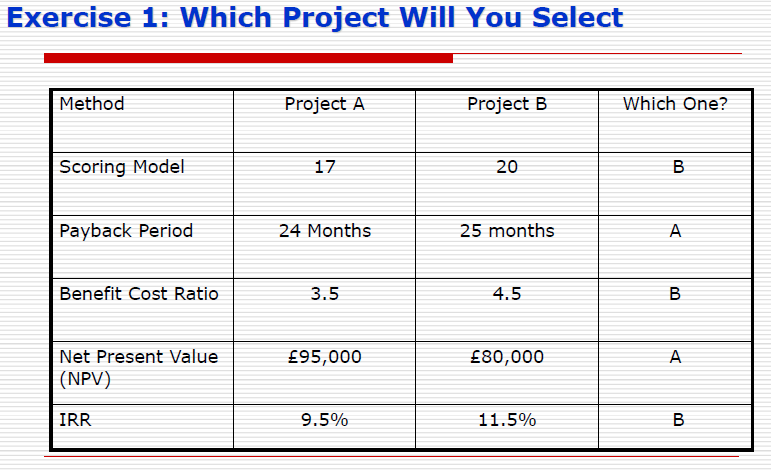 Exercise 1: Which Project Will You Select
Method Project A Project B Which One?
Scoring Model 17 20 B
Payback Period 24 Months 25 months A
Benefit Cost Ratio 3.5 4.5 B
Net Present Value £95,000 £80,000 A
(NPV)
IRR 9.5% 11.5% B